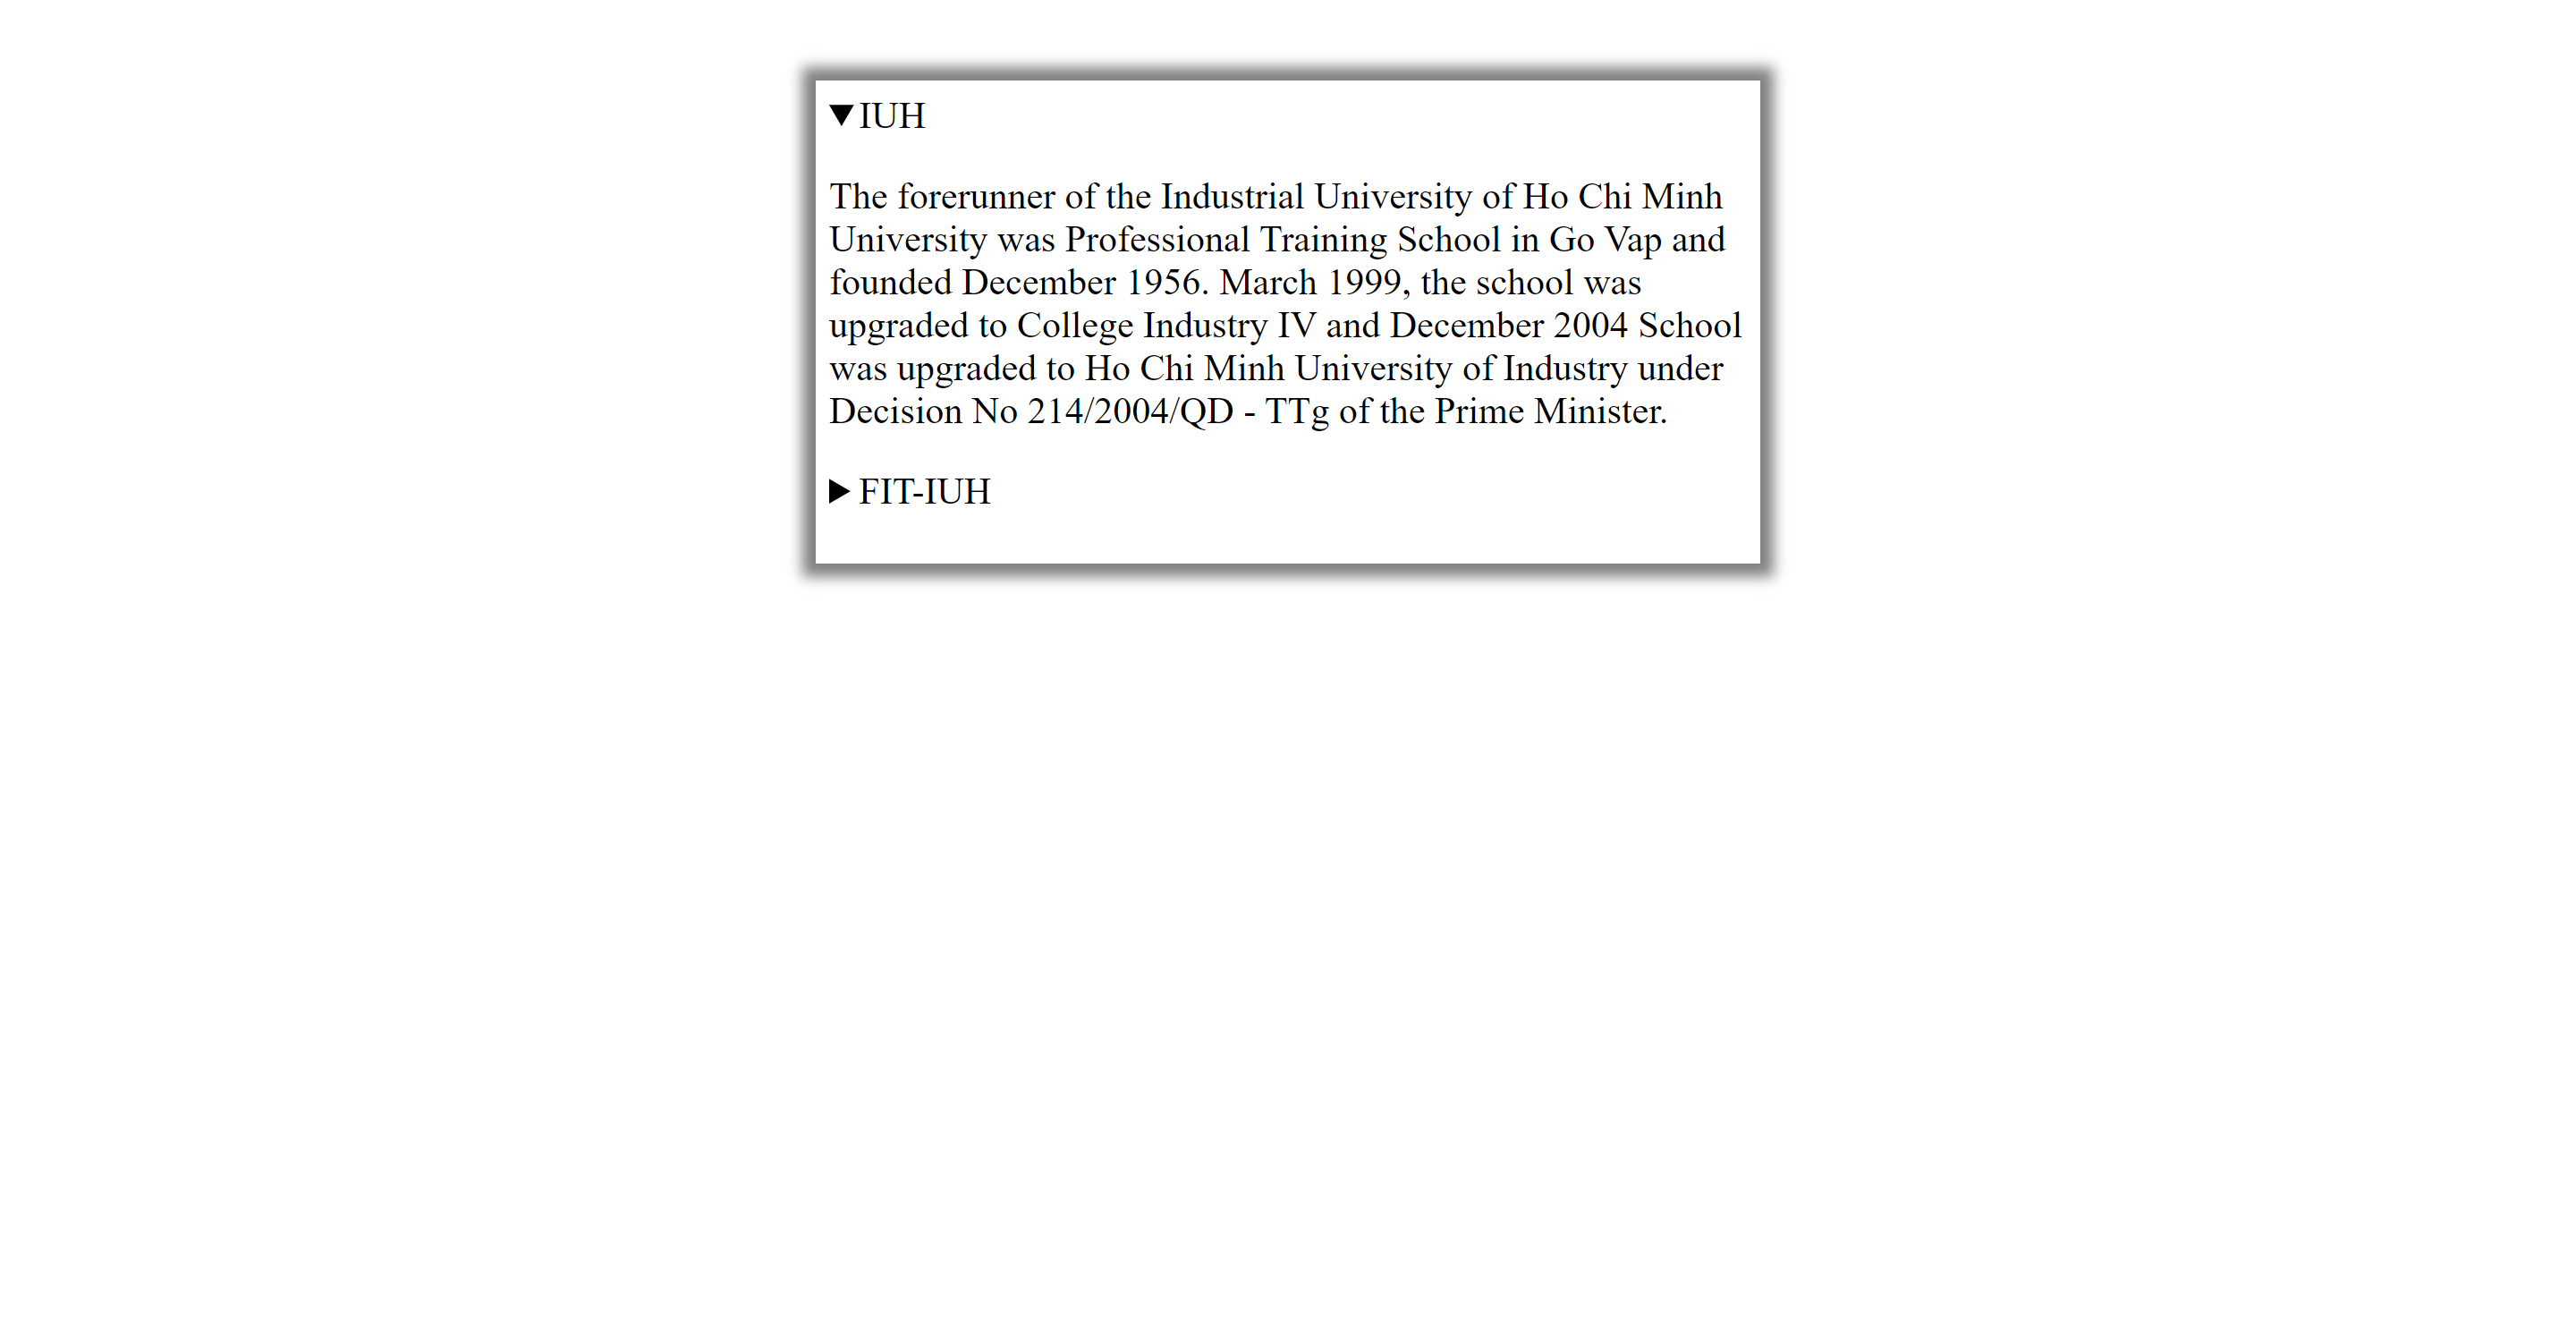 IUH
The forerunner of the Industrial University of Ho Chi Minh
University was Professional Training School in Go Vap and
founded December 1956. March 1999, the school was
upgraded to College Industry IV and December 2004 School
was upgraded to Ho Chi Minh University of Industry under
Decision No 214/2004/QD - TTg of the Prime Minister.
FIT-IUH